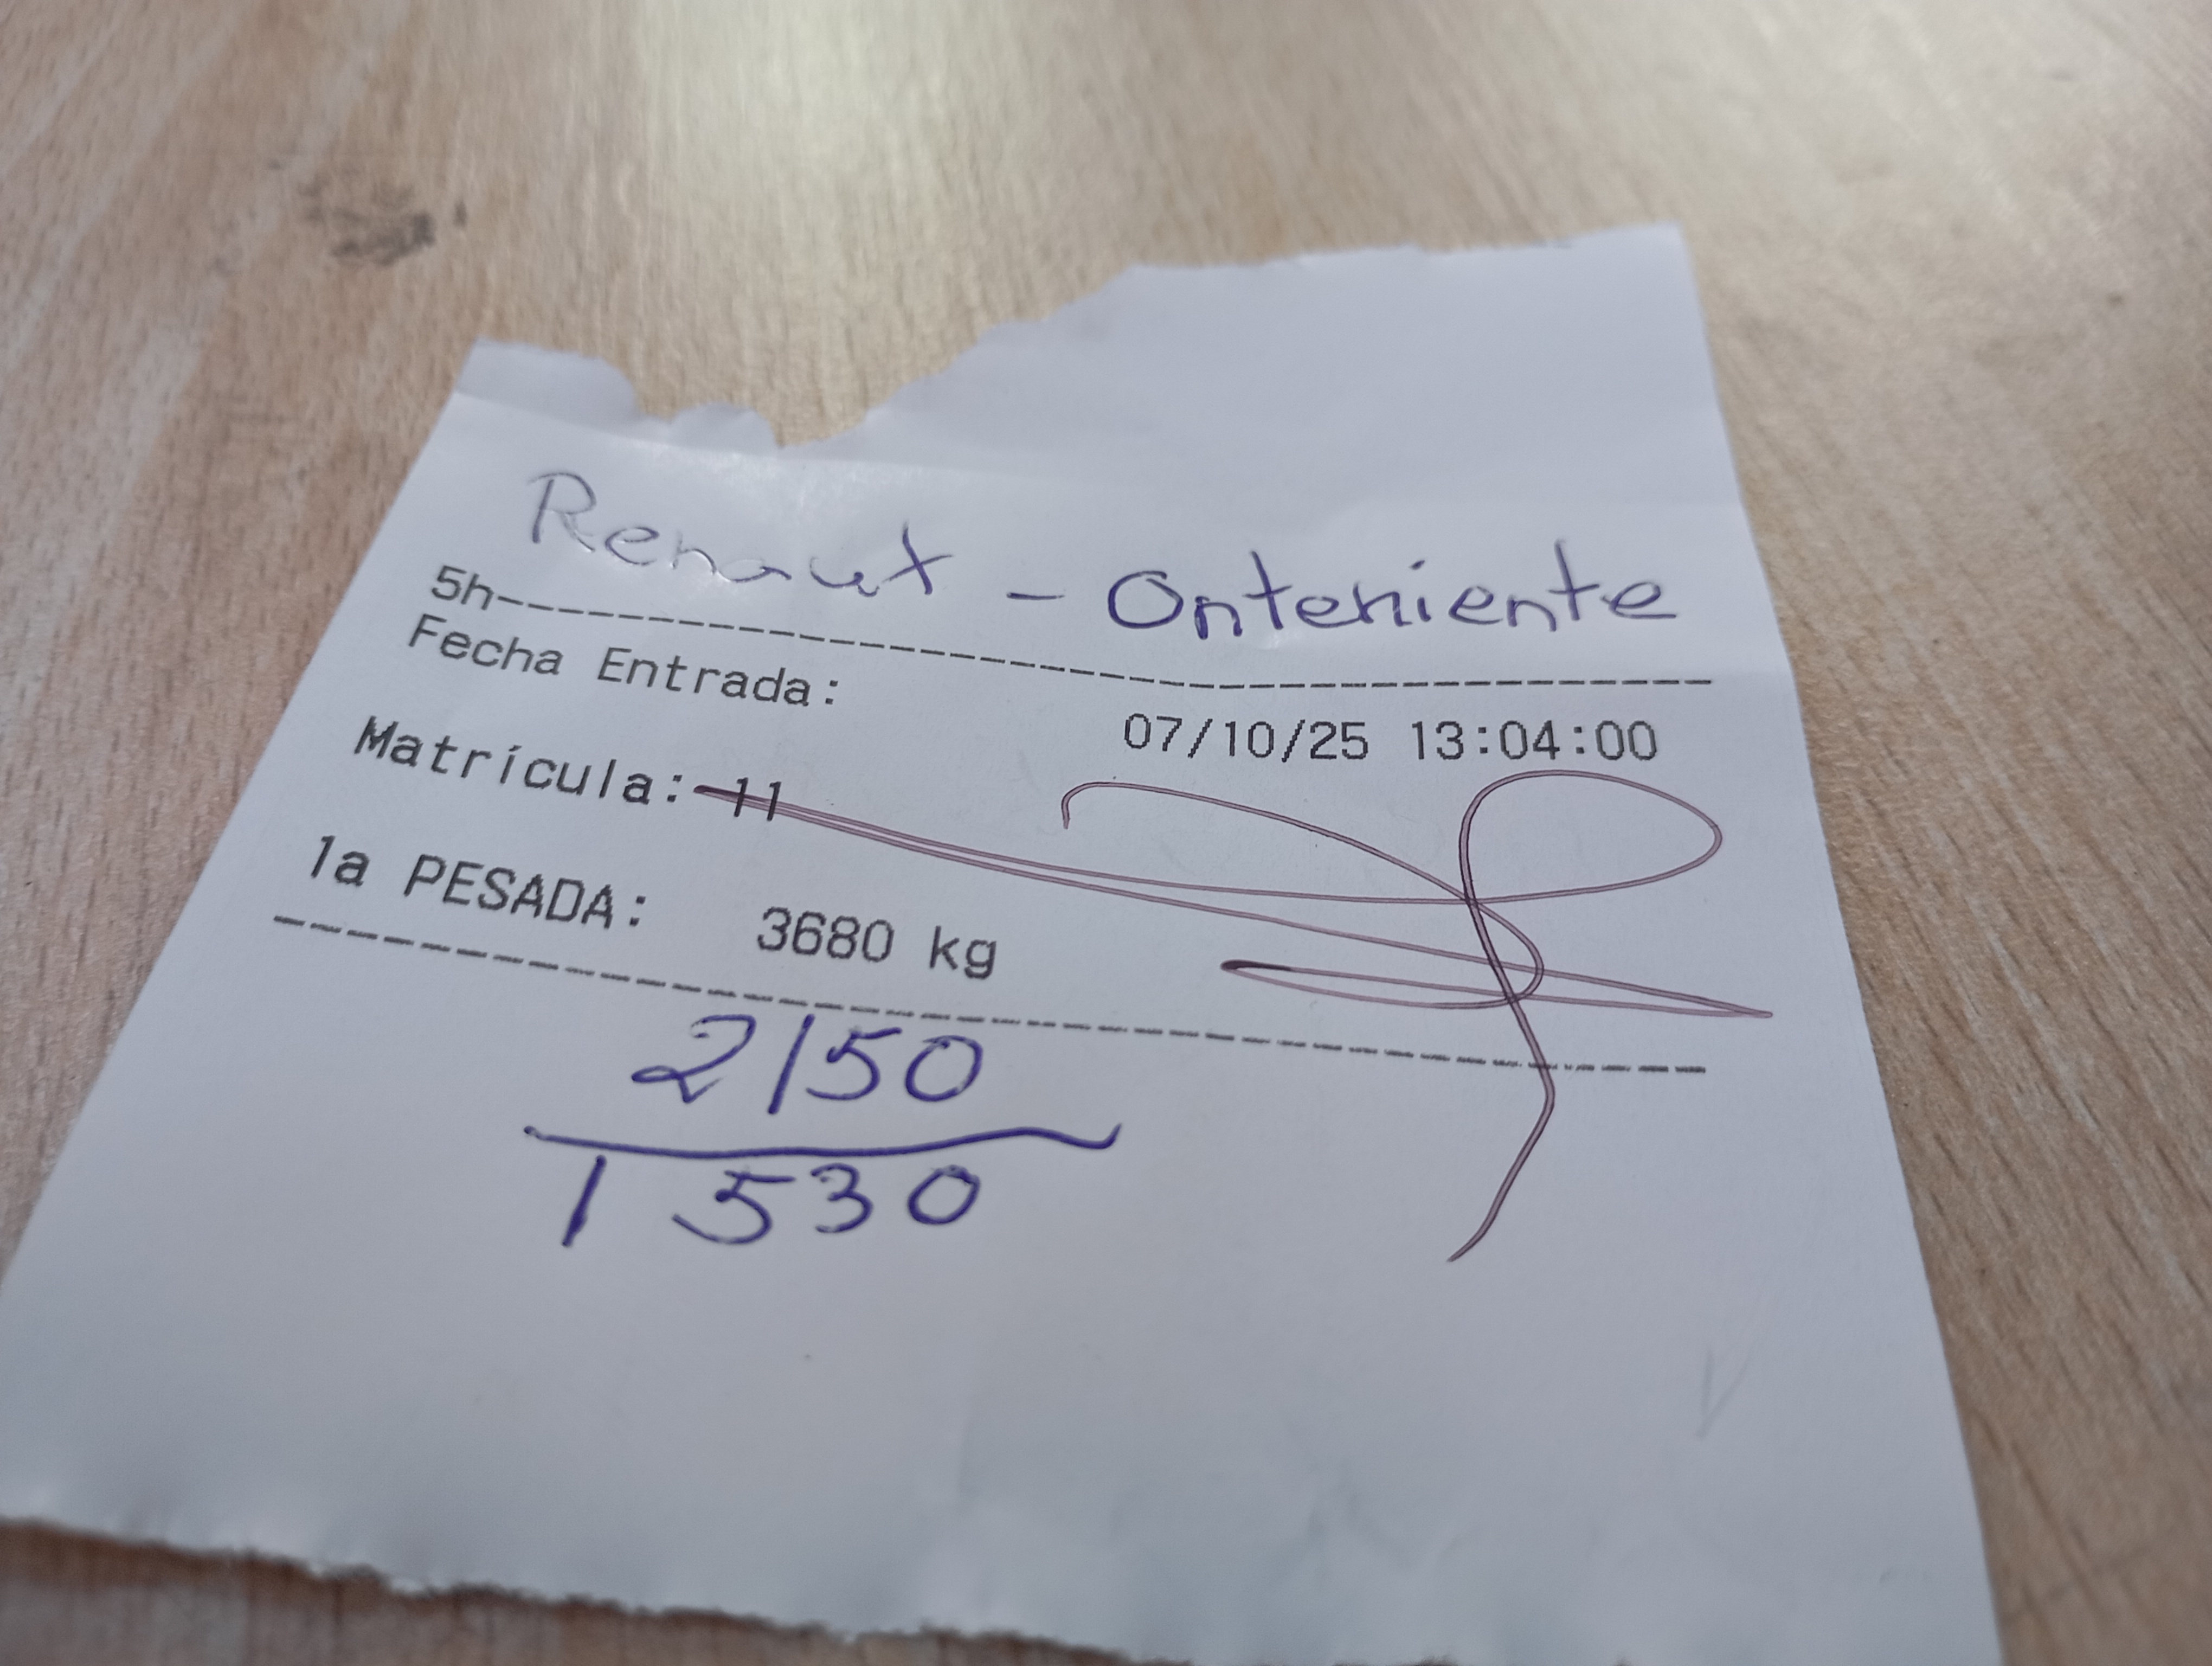 Renaut - Onteniente
5h--------------------------------
Fecha Entrada: 07/10/25 13:04:00
Matrícula: 11
1a PESADA: 3680 kg
2150
1530